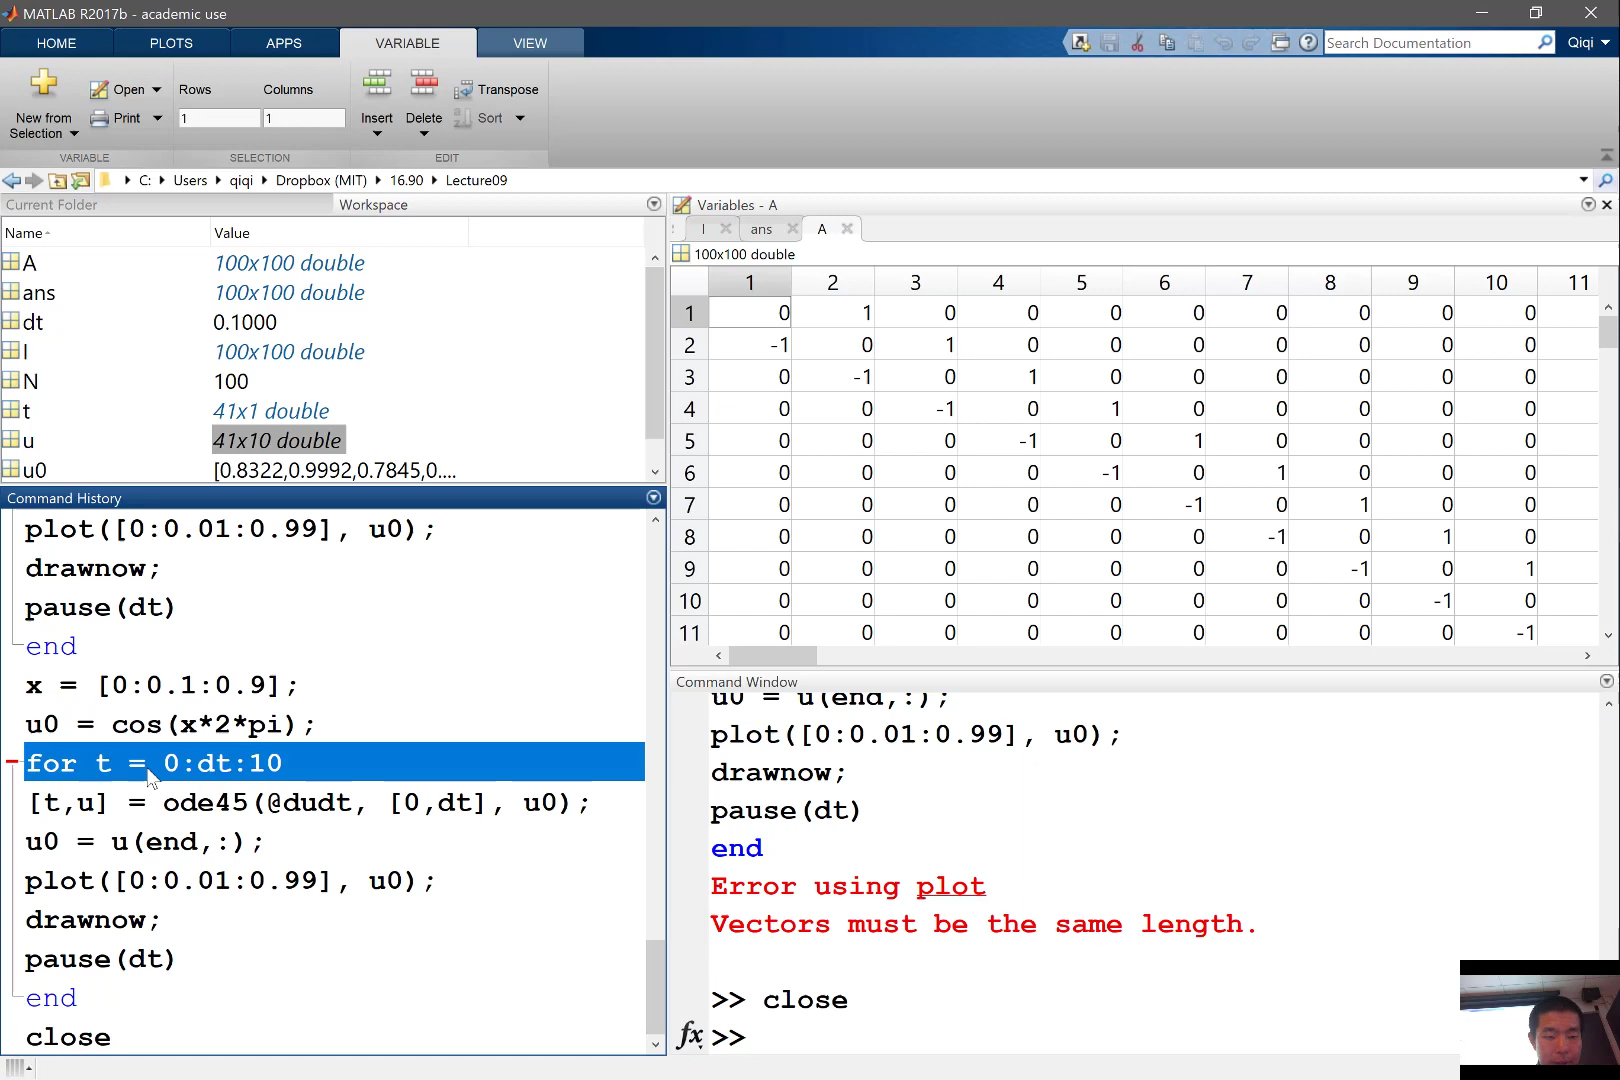 MATLAB R2017b - academic use
HOME PLOTS APPS VARIABLE VIEW
Search Documentation Qiqi
New from Selection
Open
Print
Rows Columns
1 1
Insert Delete
Transpose
Sort
VARIABLE SELECTION EDIT
C: Users qiqi Dropbox (MIT) 16.90 Lecture09
Current Folder Workspace
Name Value
A 100x100 double
ans 100x100 double
dt 0.1000
I 100x100 double
N 100
t 41x1 double
u 41x10 double
u0 [0.8322,0.9992,0.7845,0....
Command History
plot([0:0.01:0.99], u0);
drawnow;
pause(dt)
end
x = [0:0.1:0.9];
u0 = cos(x*2*pi);
for t = 0:dt:10
[t,u] = ode45(@dudt, [0,dt], u0);
u0 = u(end,:);
plot([0:0.01:0.99], u0);
drawnow;
pause(dt)
end
close
Variables - A
I ans A
100x100 double
1 2 3 4 5 6 7 8 9 10 11
1 0 1 0 0 0 0 0 0 0 0
2 -1 0 1 0 0 0 0 0 0 0
3 0 -1 0 1 0 0 0 0 0 0
4 0 0 -1 0 1 0 0 0 0 0
5 0 0 0 -1 0 1 0 0 0 0
6 0 0 0 0 -1 0 1 0 0 0
7 0 0 0 0 0 -1 0 1 0 0
8 0 0 0 0 0 0 -1 0 1 0
9 0 0 0 0 0 0 0 -1 0 1
10 0 0 0 0 0 0 0 0 -1 0
11 0 0 0 0 0 0 0 0 0 -1
Command Window
u0 = u(end,:);
plot([0:0.01:0.99], u0);
drawnow;
pause(dt)
end
Error using plot
Vectors must be the same length.
>> close
fx >>